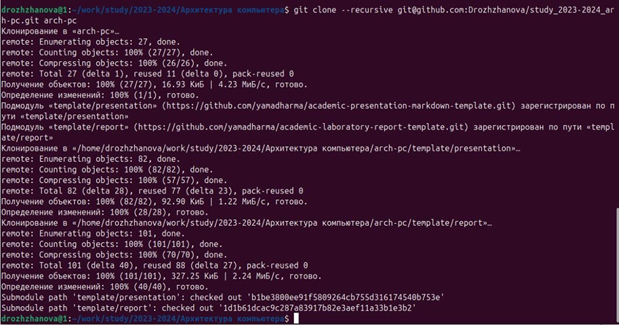 drozhzhanova@1:~/work/study/2023-2024/Архитектура компьютера$ git clone --recursive git@github.com:Drozhzhanova/study_2023-2024_ar
h-pc.git arch-pc
Клонирование в «arch-pc»…
remote: Enumerating objects: 27, done.
remote: Counting objects: 100% (27/27), done.
remote: Compressing objects: 100% (26/26), done.
remote: Total 27 (delta 1), reused 11 (delta 0), pack-reused 0
Получение объектов: 100% (27/27), 16.93 КиБ | 4.23 МиБ/с, готово.
Определение изменений: 100% (1/1), готово.
Подмодуль «template/presentation» (https://github.com/yamadharma/academic-presentation-markdown-template.git) зарегистрирован по пу
ути «template/presentation»
Подмодуль «template/report» (https://github.com/yamadharma/academic-laboratory-report-template.git) зарегистрирован по пути «templ
ate/report»
Клонирование в «/home/drozhzhanova/work/study/2023-2024/Архитектура компьютера/arch-pc/template/presentation»…
remote: Enumerating objects: 82, done.
remote: Counting objects: 100% (82/82), done.
remote: Compressing objects: 100% (57/57), done.
remote: Total 82 (delta 28), reused 77 (delta 23), pack-reused 0
Получение объектов: 100% (82/82), 92.90 КиБ | 1.22 МиБ/с, готово.
Определение изменений: 100% (28/28), готово.
Клонирование в «/home/drozhzhanova/work/study/2023-2024/Архитектура компьютера/arch-pc/template/report»…
remote: Enumerating objects: 101, done.
remote: Counting objects: 100% (101/101), done.
remote: Compressing objects: 100% (70/70), done.
remote: Total 101 (delta 40), reused 88 (delta 27), pack-reused 0
Получение объектов: 100% (101/101), 327.25 КиБ | 2.24 МиБ/с, готово.
Определение изменений: 100% (40/40), готово.
Submodule path 'template/presentation': checked out 'b1be3800ee91f5809264cb755d316174540b753e'
Submodule path 'template/report': checked out '1d1b61dcac9c287a83917b82e3aef11a33b1e3b2'
drozhzhanova@1:~/work/study/2023-2024/Архитектура компьютера$